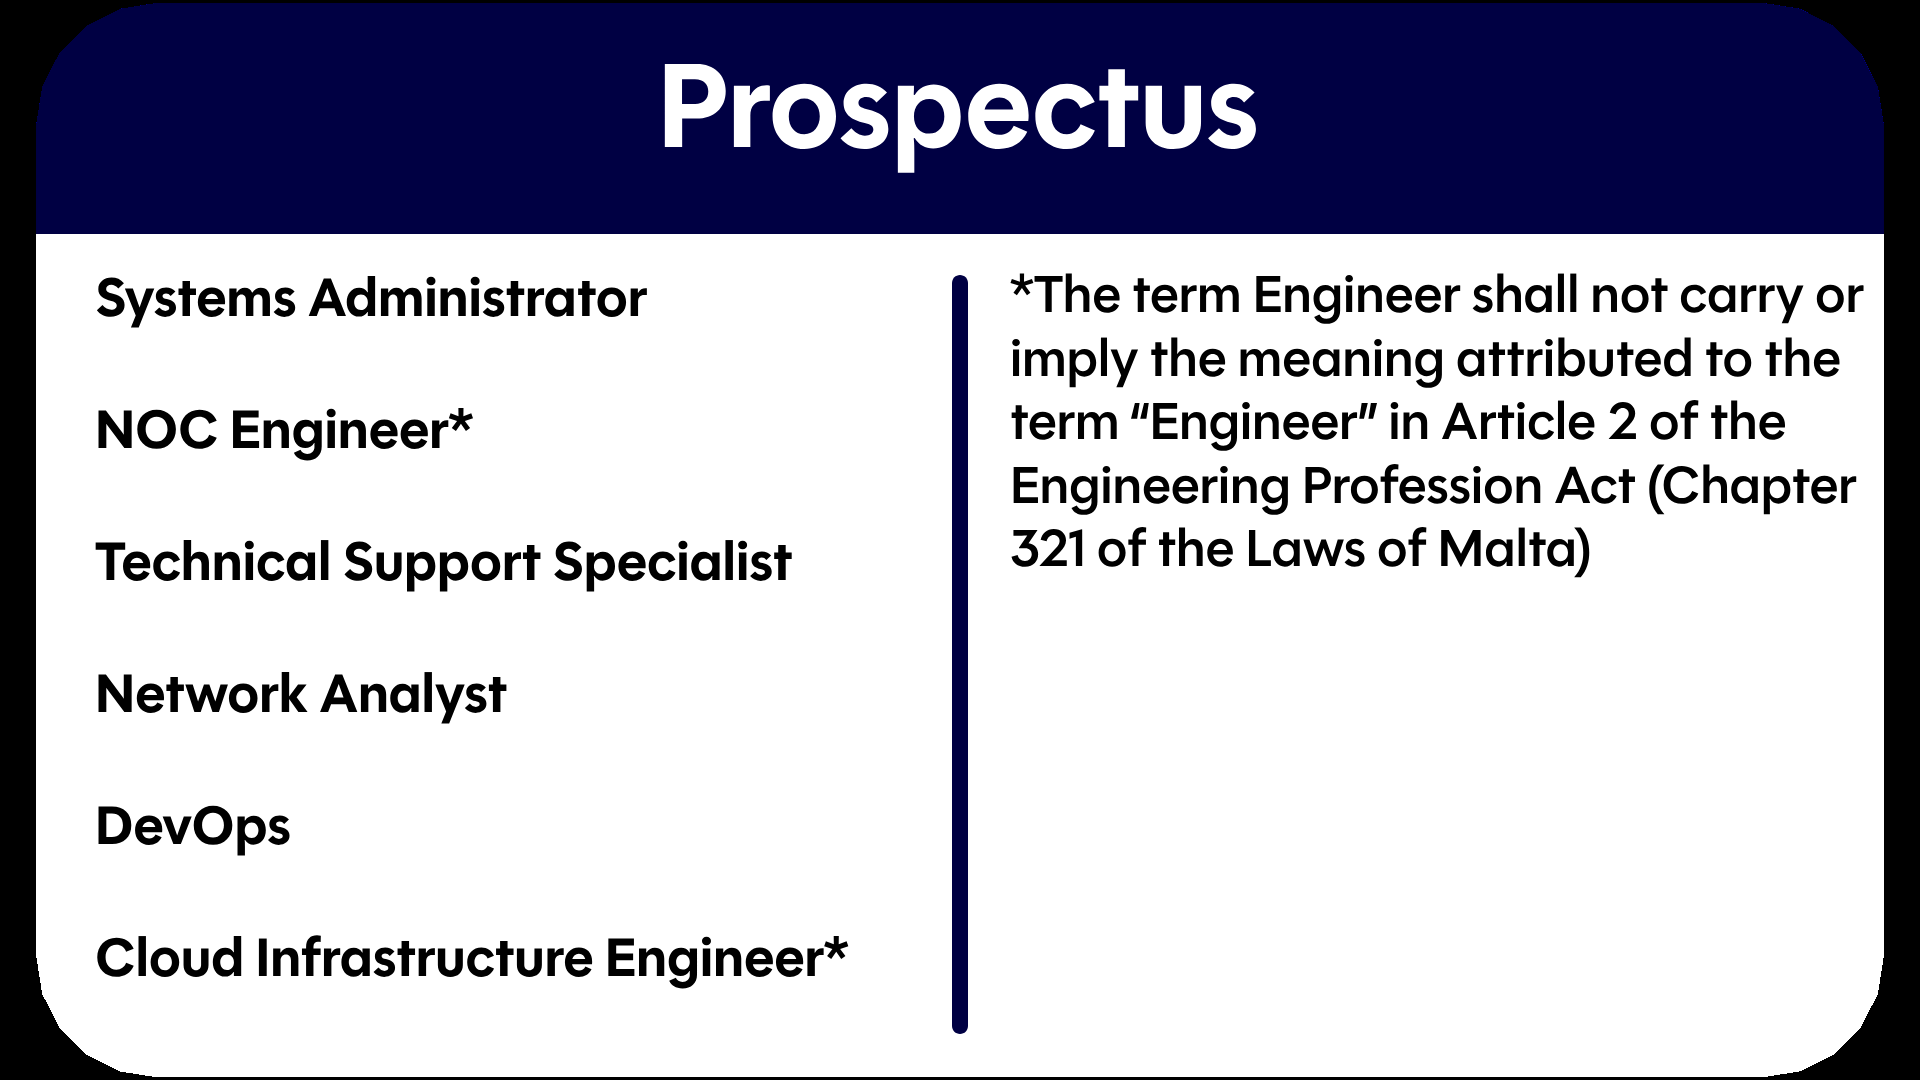 Prospectus
Systems Administrator
NOC Engineer*
Technical Support Specialist
Network Analyst
DevOps
Cloud Infrastructure Engineer*
*The term Engineer shall not carry or
imply the meaning attributed to the
term “Engineer” in Article 2 of the
Engineering Profession Act (Chapter
321 of the Laws of Malta)